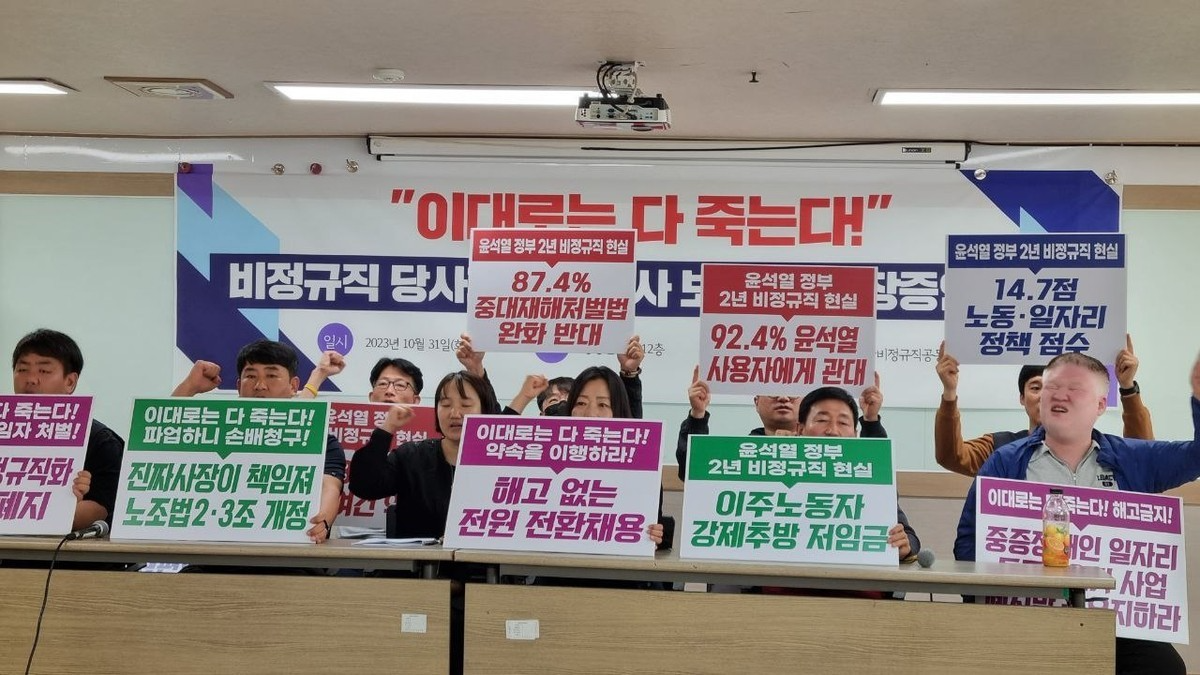 "이대로는 다 죽는다!"
비정규직 당사
일시
2023년 10월 31일
12층
비정규직공동
윤석열 정부 2년 비정규직 현실
87.4%
중대재해처벌법
완화 반대
윤석열 정부
2년 비정규직 현실
92.4% 윤석열
사용자에게 관대
윤석열 정부 2년 비정규직 현실
14.7점
노동·일자리
정책 점수
다 죽는다!
처벌!
폐지
이대로는 다 죽는다!
파업하니 손배청구!
진짜사장이 책임져
노조법2·3조 개정
윤석열 정부
비정규직 현실
이대로는 다 죽는다!
약속을 이행하라!
해고 없는
전원 전환채용
윤석열 정부
2년 비정규직 현실
이주노동자
강제추방 저임금
이대로는 다 죽는다! 해고금지!
중증장애인 일자리
사업